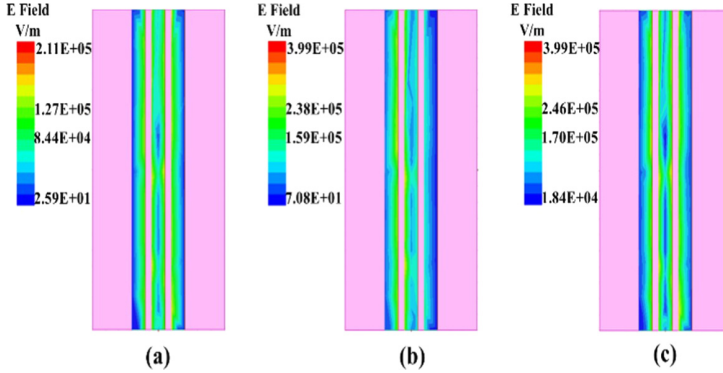 E Field
V/m
2.11E+05
1.27E+05
8.44E+04
2.59E+01
(a)
E Field
V/m
3.99E+05
2.38E+05
1.59E+05
7.08E+01
(b)
E Field
V/m
3.99E+05
2.46E+05
1.70E+05
1.84E+04
(c)